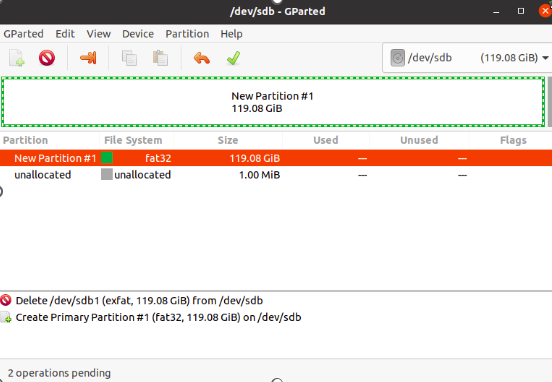 /dev/sdb - GParted
GParted Edit View Device Partition Help
/dev/sdb (119.08 GiB)
New Partition #1
119.08 GiB
Partition File System Size Used Unused Flags
New Partition #1 fat32 119.08 GiB --- ---
unallocated unallocated 1.00 MiB --- ---
Delete /dev/sdb1 (exfat, 119.08 GiB) from /dev/sdb
Create Primary Partition #1 (fat32, 119.08 GiB) on /dev/sdb
2 operations pending